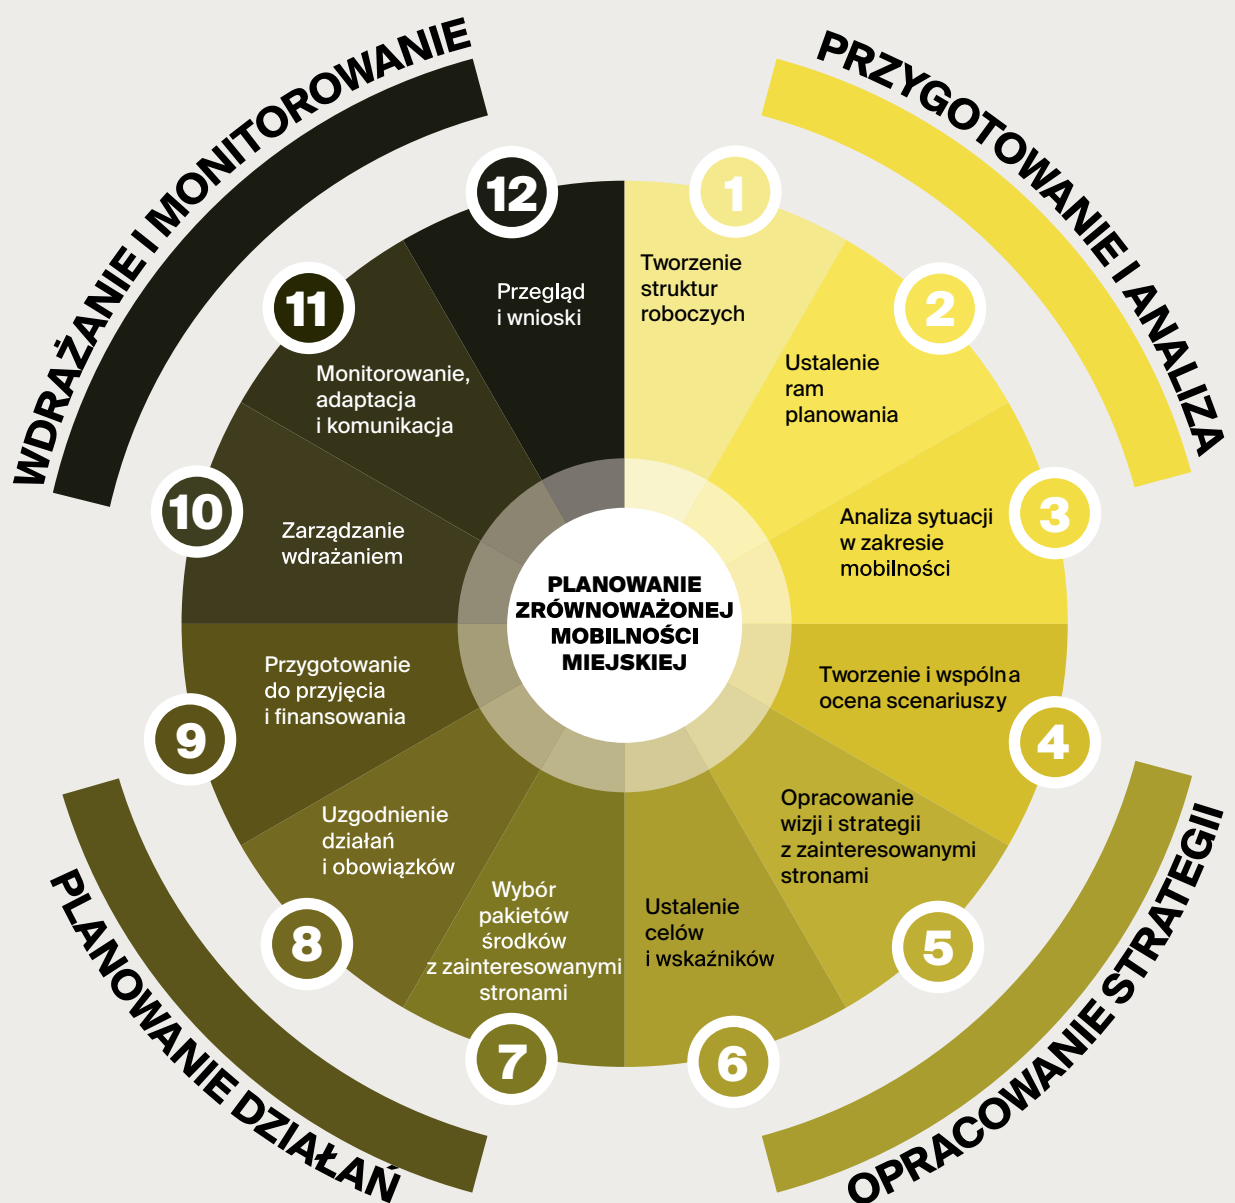 WDRAŻANIE I MONITOROWANIE
PRZYGOTOWANIE I ANALIZA
12
Przegląd
i wnioski
1
Tworzenie
struktur
roboczych
2
Ustalenie
ram
planowania
3
Analiza sytuacji
w zakresie
mobilności
4
Tworzenie i wspólna
ocena scenariuszy
5
Opracowanie
wizji i strategii
z zainteresowanymi
stronami
6
Ustalenie
celów
i wskaźników
7
Wybór
pakietów
środków
z zainteresowanymi
stronami
8
Uzgodnienie
działań
i obowiązków
9
Przygotowanie
do przyjęcia
i finansowania
10
Zarządzanie
wdrażaniem
11
Monitorowanie,
adaptacja
i komunikacja
PLANOWANIE
ZRÓWNOWAŻONEJ
MOBILNOŚCI
MIEJSKIEJ
PLANOWANIE DZIAŁAŃ
OPRACOWANIE STRATEGII